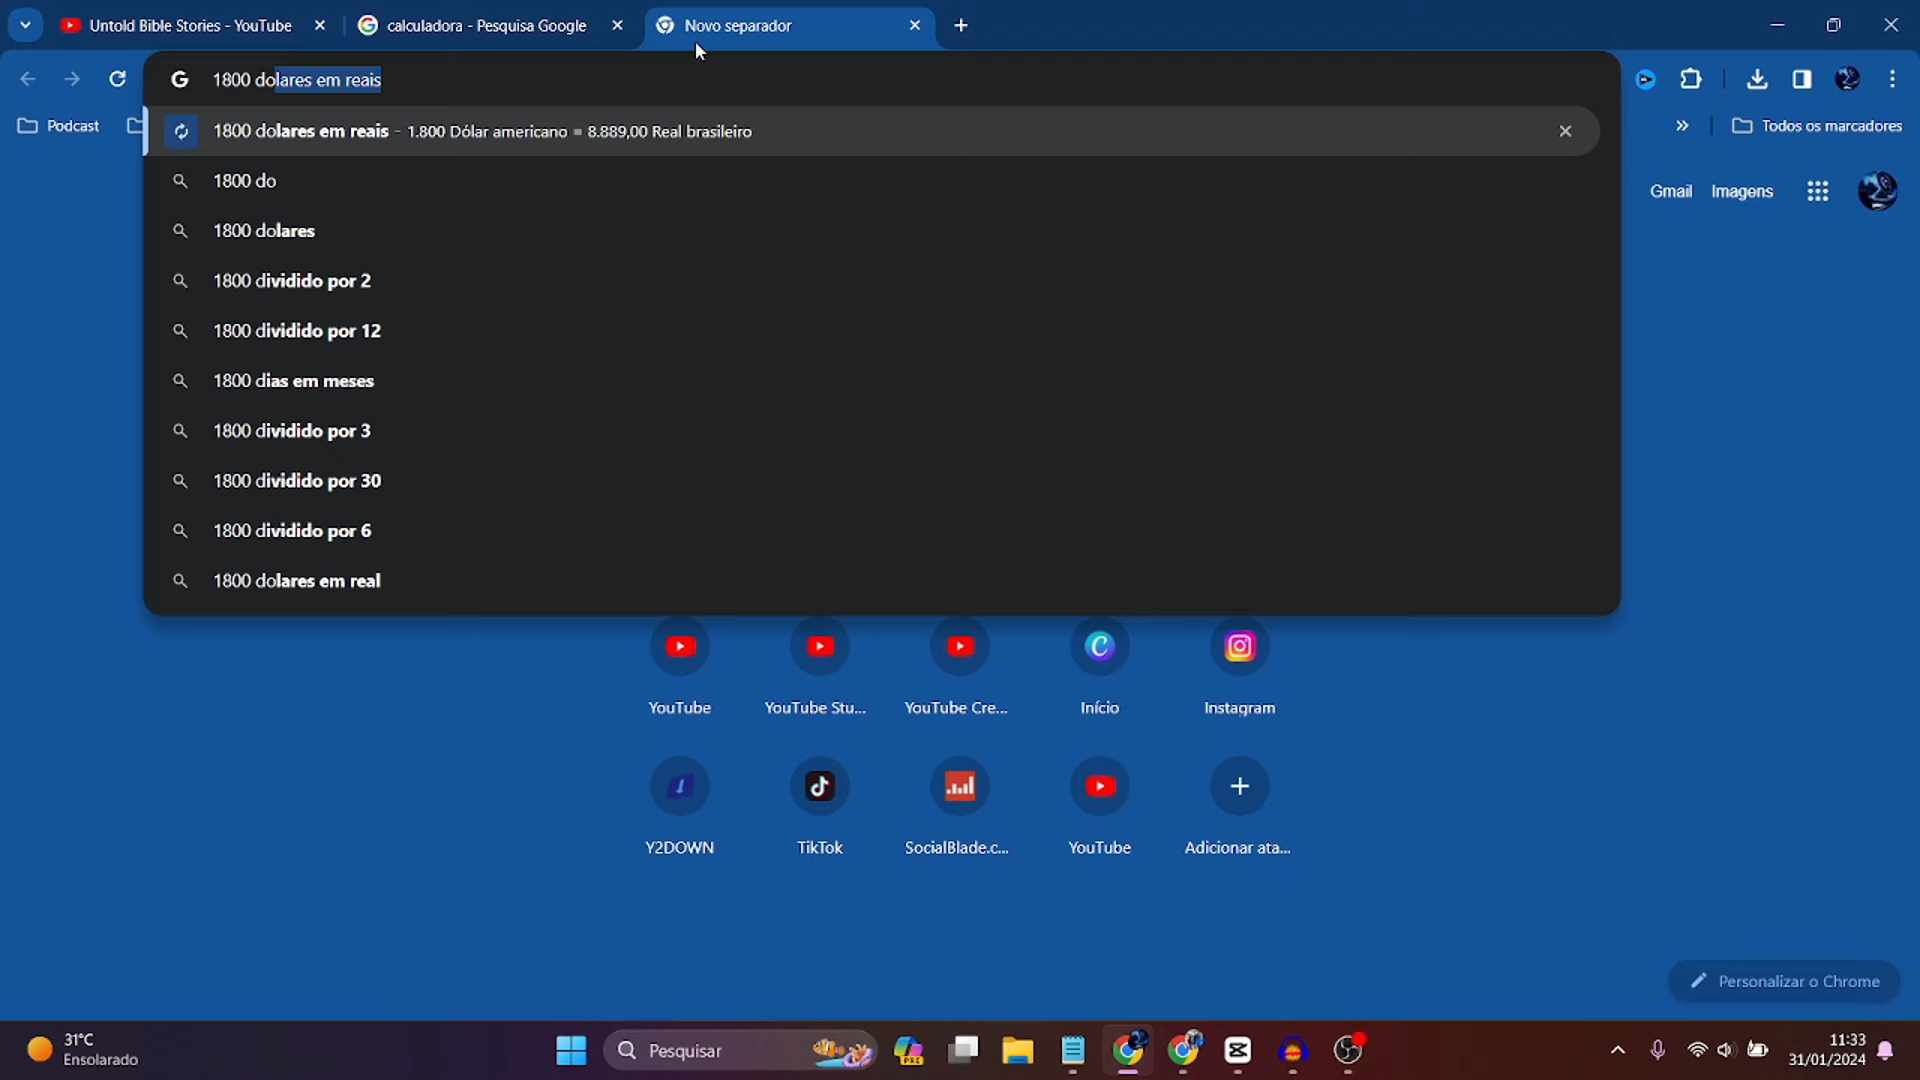 Untold Bible Stories - YouTube
calculadora - Pesquisa Google
Novo separador
1800 dolares em reais
Podcast
Todos os marcadores
1800 dolares em reais - 1.800 Dólar americano = 8.889,00 Real brasileiro
1800 do
Gmail
Imagens
1800 dolares
1800 dividido por 2
1800 dividido por 12
1800 dias em meses
1800 dividido por 3
1800 dividido por 30
1800 dividido por 6
1800 dolares em real
YouTube
YouTube Stu...
YouTube Cre...
Início
Instagram
Y2DOWN
TikTok
SocialBlade.c...
YouTube
Adicionar ata...
Personalizar o Chrome
31°C
Ensolarado
Pesquisar
PRE
11:33
31/01/2024